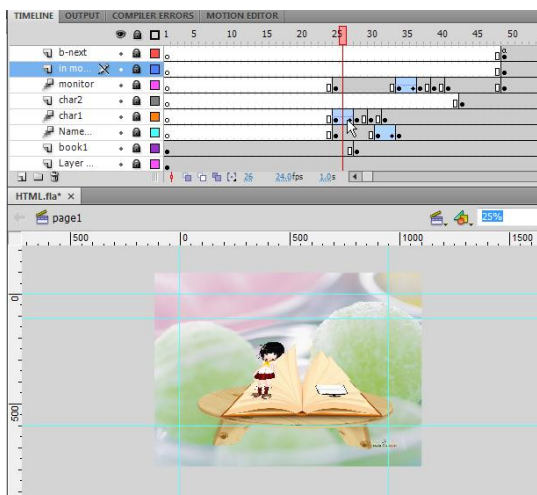 TIMELINE OUTPUT COMPILER ERRORS MOTION EDITOR
1 5 10 15 20 25 30 35 40 45 50
b-next
in mo...
monitor
char2
char1
Name...
book1
Layer ...
26 24.0fps 1.0s
HTML.fla* ×
page1 25%
500 0 500 1000 1500
0
500